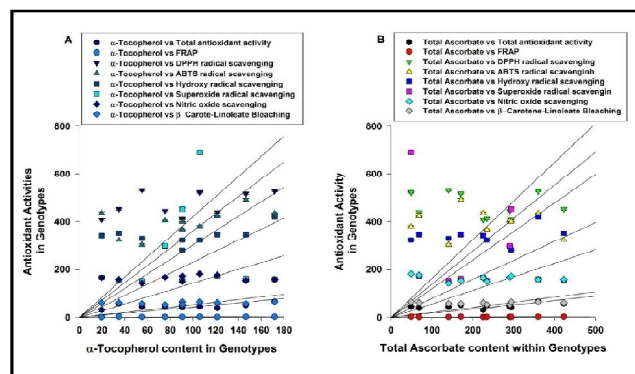 A
α-Tocopherol vs Total antioxidant activity
α-Tocopherol vs FRAP
α-Tocopherol vs DPPH radical scavenging
α-Tocopherol vs ABTS radical scavenging
α-Tocopherol vs Hydroxy radical scavenging
α-Tocopherol vs Superoxide radical scavenging
α-Tocopherol vs Nitric oxide scavenging
α-Tocopherol vs β-Carote-Linoleate Bleaching
800
600
400
200
0
0 20 40 60 80 100 120 140 160 180
Antioxidant Activities
in Genotypes
α-Tocopherol content in Genotypes
B
Total Ascorbate vs Total antioxidant activity
Total Ascorbate vs FRAP
Total Ascorbate vs DPPH radical scavenging
Total Ascorbate vs ABTS radical scavenginh
Total Ascorbate vs Hydroxy radical scavenging
Total Ascorbate vs Superoxide radical scavengin
Total Ascorbate vs Nitric oxide scavenging
Total Ascorbate vs β-Carotene-Linoleate Bleaching
800
600
400
200
0
0 100 200 300 400 500
Antioxidant Activity
in Genotypes
Total Ascorbate content within Genotypes